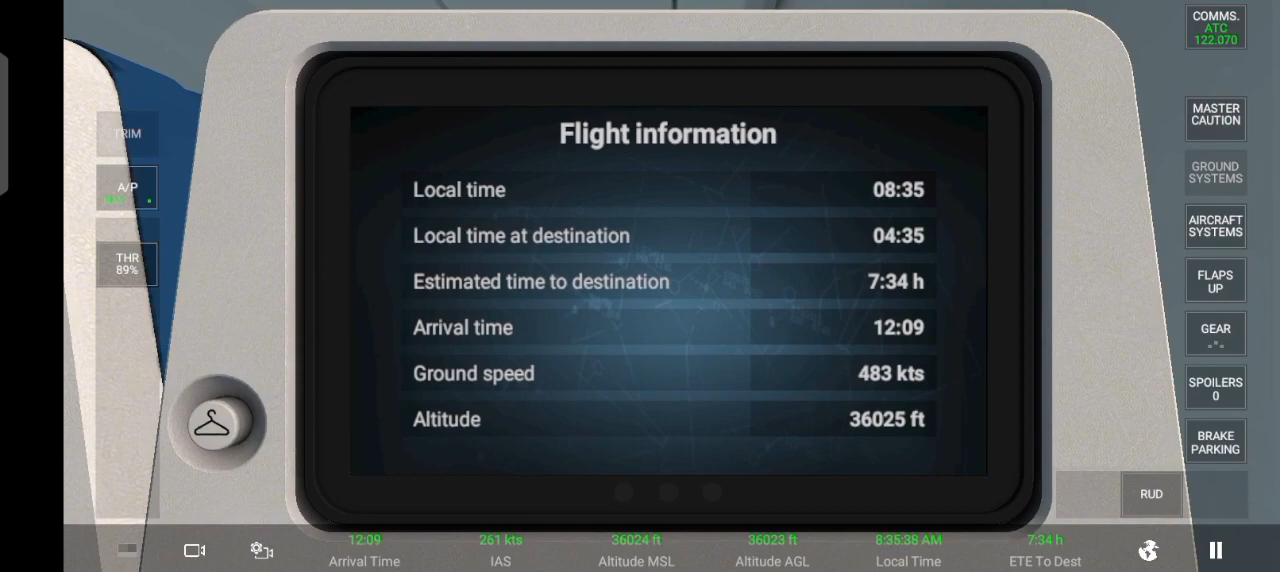 COMMS.
ATC
122.070
TRIM
A/P
THR
89%
Flight information
Local time 08:35
Local time at destination 04:35
Estimated time to destination 7:34 h
Arrival time 12:09
Ground speed 483 kts
Altitude 36025 ft
MASTER
CAUTION
GROUND
SYSTEMS
AIRCRAFT
SYSTEMS
FLAPS
UP
GEAR
SPOILERS
0
BRAKE
PARKING
RUD
12:09 261 kts 36024 ft 36023 ft 8:35:38 AM 7:34 h
Arrival Time IAS Altitude MSL Altitude AGL Local Time ETE To Dest